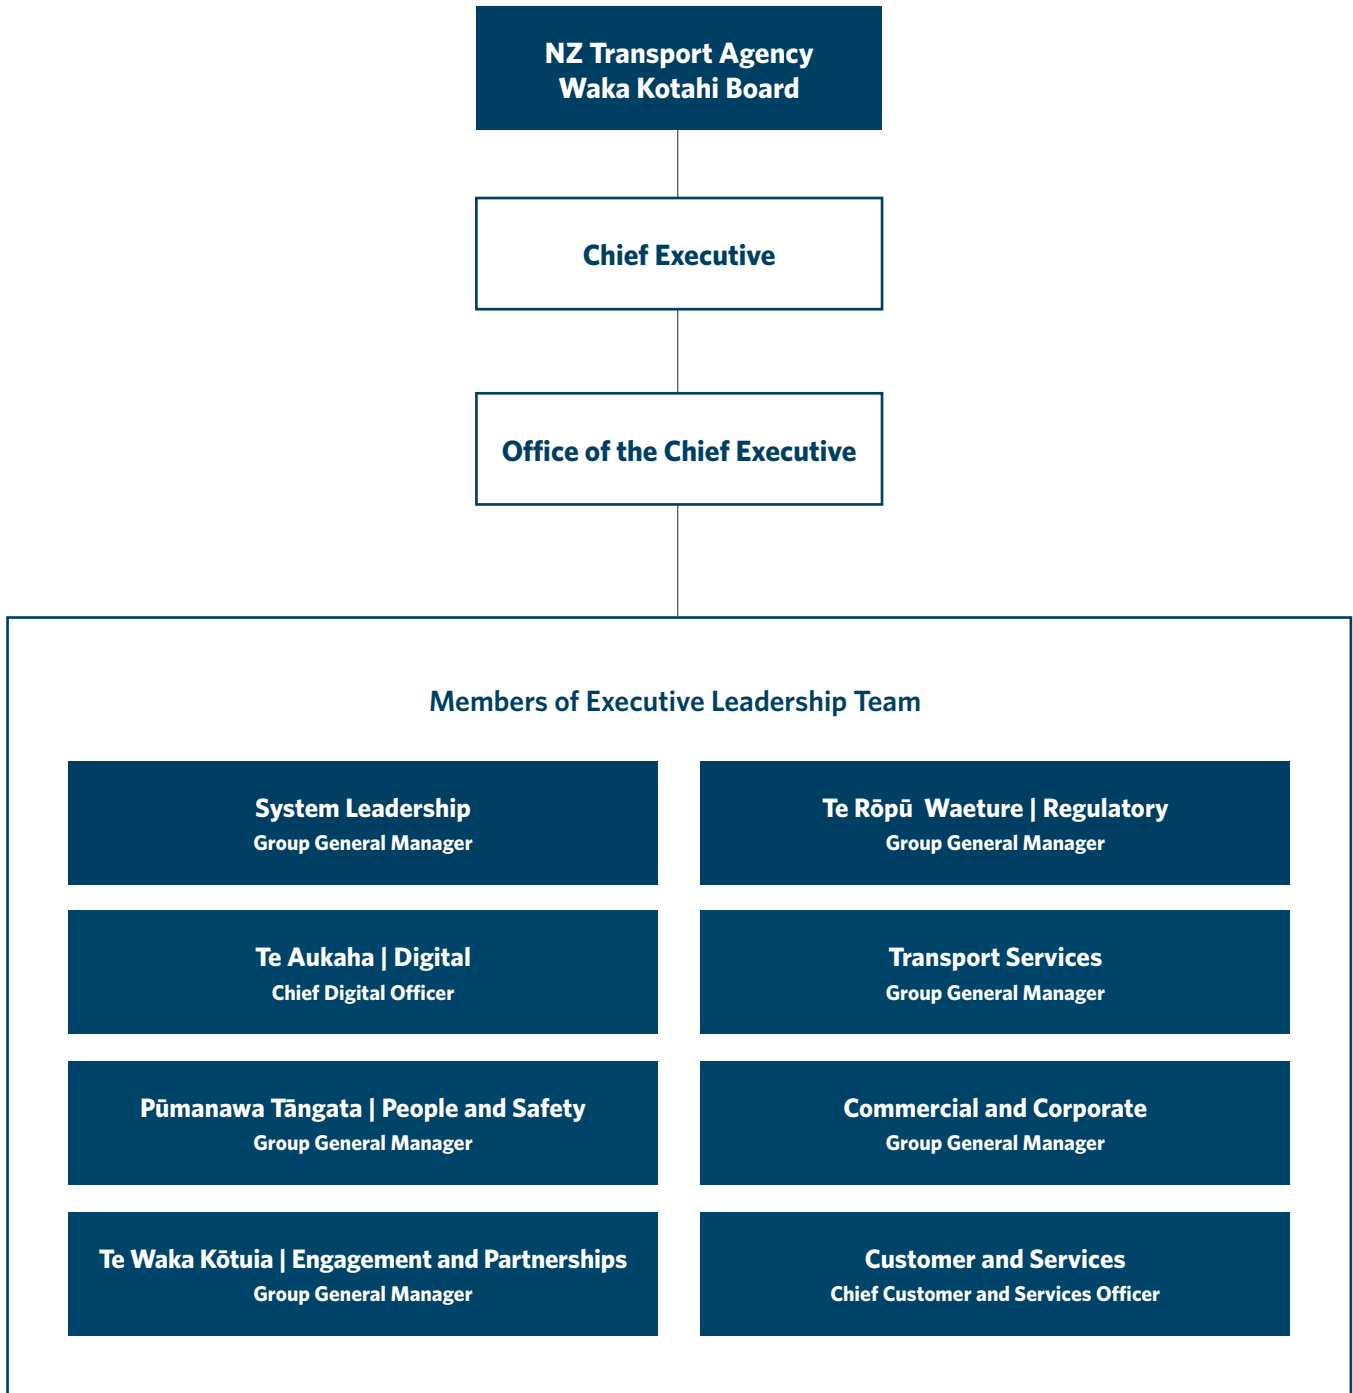 NZ Transport Agency
Waka Kotahi Board
Chief Executive
Office of the Chief Executive
Members of Executive Leadership Team
System Leadership
Group General Manager
Te Rōpū Waeture | Regulatory
Group General Manager
Te Aukaha | Digital
Chief Digital Officer
Transport Services
Group General Manager
Pūmanawa Tāngata | People and Safety
Group General Manager
Commercial and Corporate
Group General Manager
Te Waka Kōtuia | Engagement and Partnerships
Group General Manager
Customer and Services
Chief Customer and Services Officer